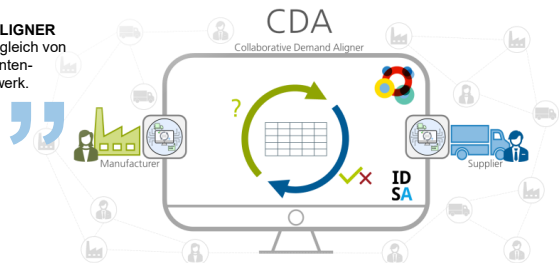 LIGNER
gleich von
nten-
werk.
CDA
Collaborative Demand Aligner
?
Manufacturer
Supplier
ID
SA